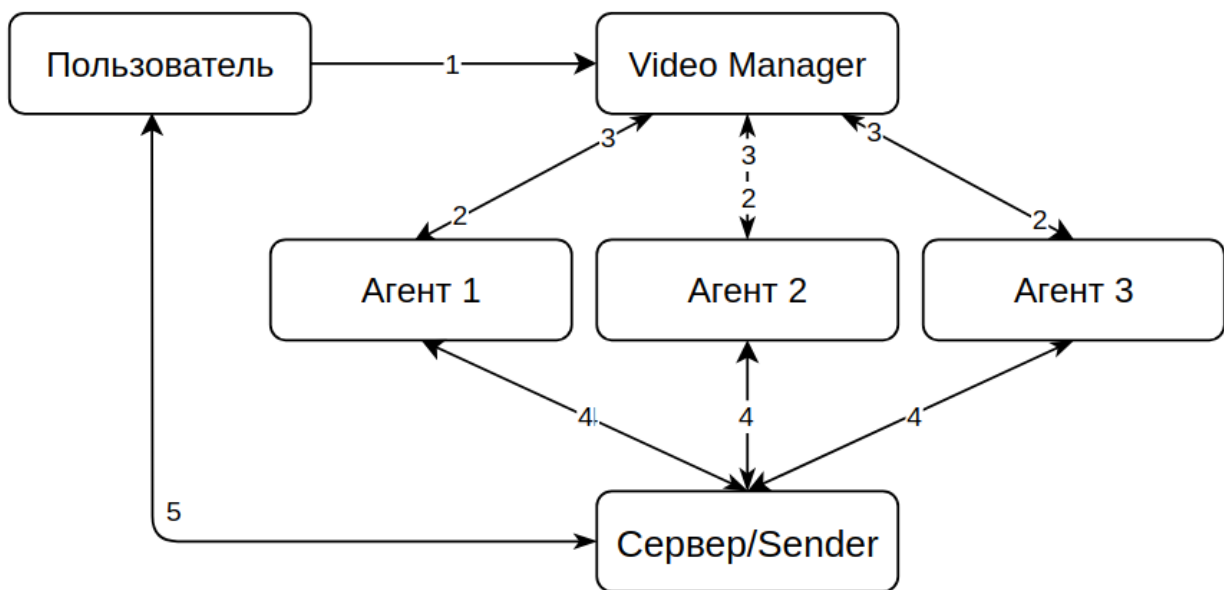 Пользователь
1
Video Manager
3
3
3
2
2
2
Агент 1
Агент 2
Агент 3
4
4
4
5
Сервер/Sender